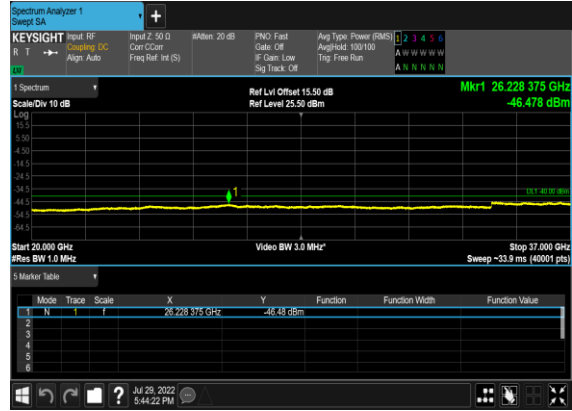 Spectrum Analyzer 1
Swept SA
+
KEYSIGHT Input: RF Input Z: 50 Ω #Atten: 20 dB PNO: Fast Avg Type: Power (RMS) 1 2 3 4 5 6
R T Coupling: DC Corr CCorr Gate: Off Avg|Hold: 100/100 A W W W W W
Align: Auto Freq Ref: Int (S) IF Gain: Low Trig: Free Run
LW Sig Track: Off A N N N N N
1 Spectrum Ref Lvl Offset 15.50 dB Mkr1 26.228 375 GHz
Scale/Div 10 dB Ref Level 25.50 dBm -46.478 dBm
Log
15.5
5.50
-4.50
-14.5
-24.5
-34.5 1 DL1 -40.00 dBm
-44.5
-54.5
-64.5
Start 20.000 GHz Video BW 3.0 MHz* Stop 37.000 GHz
#Res BW 1.0 MHz Sweep ~33.9 ms (40001 pts)
5 Marker Table
Mode Trace Scale X Y Function Function Width Function Value
1 N 1 f 26.228 375 GHz -46.48 dBm
2
3
4
5
6
? Jul 29, 2022
5:44:22 PM